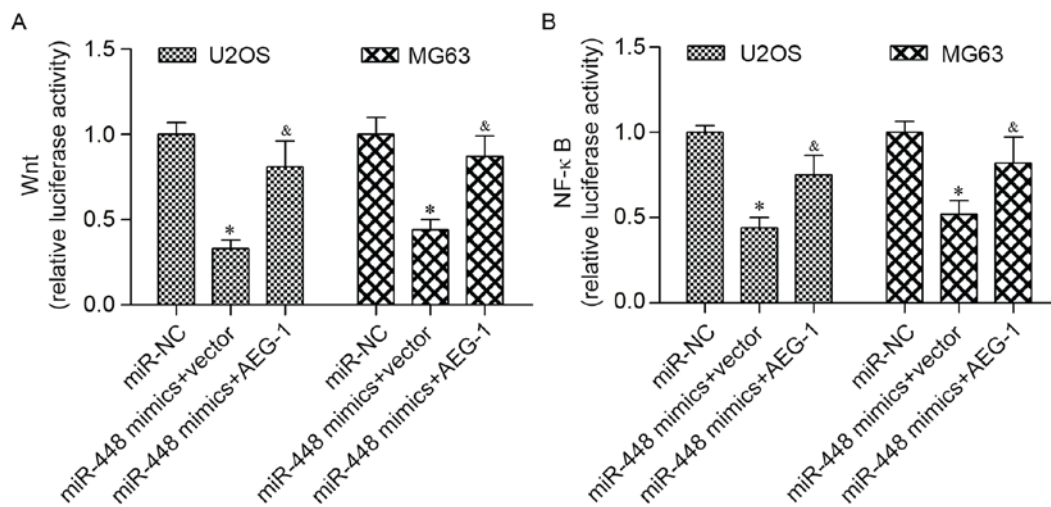 A
Wnt
(relative luciferase activity)
1.5
1.0
0.5
0.0
U2OS
MG63
*
&
*
&
miR-NC
miR-448 mimics+vector
miR-448 mimics+AEG-1
miR-NC
miR-448 mimics+vector
miR-448 mimics+AEG-1
B
NF-κ B
(relative luciferase activity)
1.5
1.0
0.5
0.0
U2OS
MG63
*
&
*
&
miR-NC
miR-448 mimics+vector
miR-448 mimics+AEG-1
miR-NC
miR-448 mimics+vector
miR-448 mimics+AEG-1